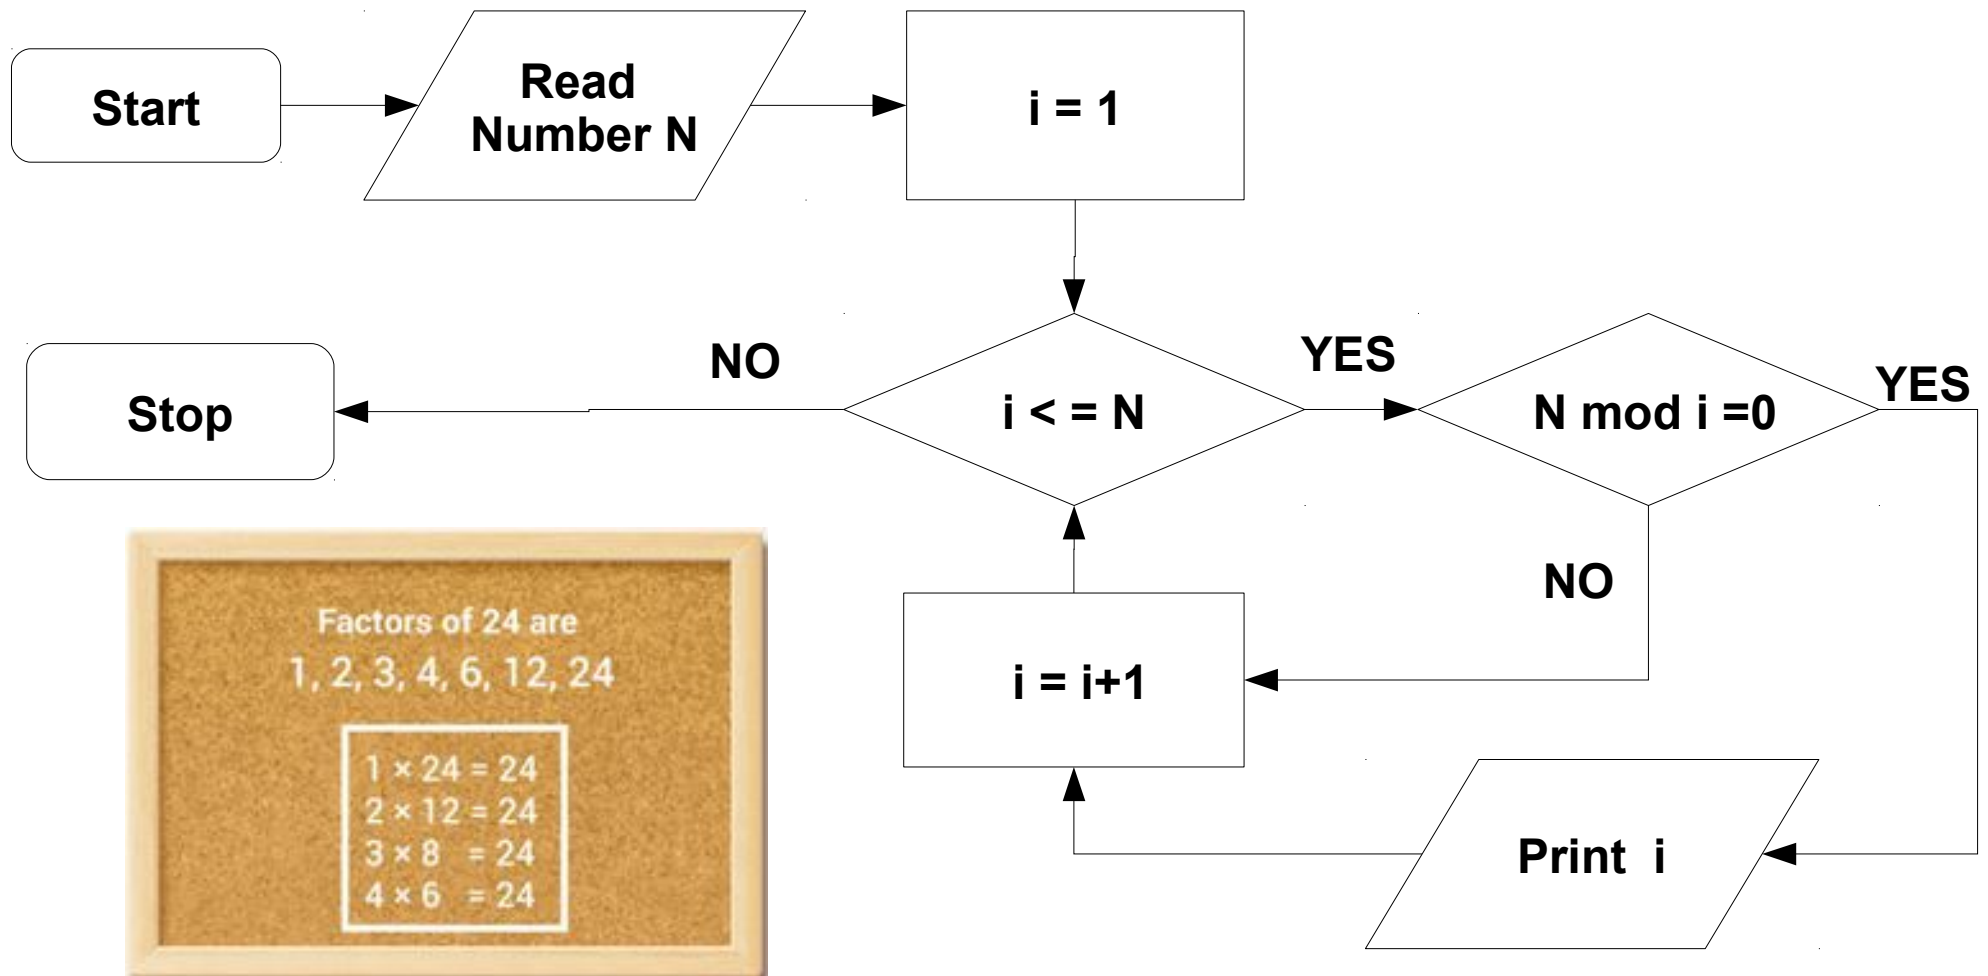 Start
Read
Number N
i = 1
NO
YES
YES
Stop
i < = N
N mod i =0
NO
i = i+1
Print i
Factors of 24 are
1, 2, 3, 4, 6, 12, 24
1 × 24 = 24
2 × 12 = 24
3 × 8 = 24
4 × 6 = 24